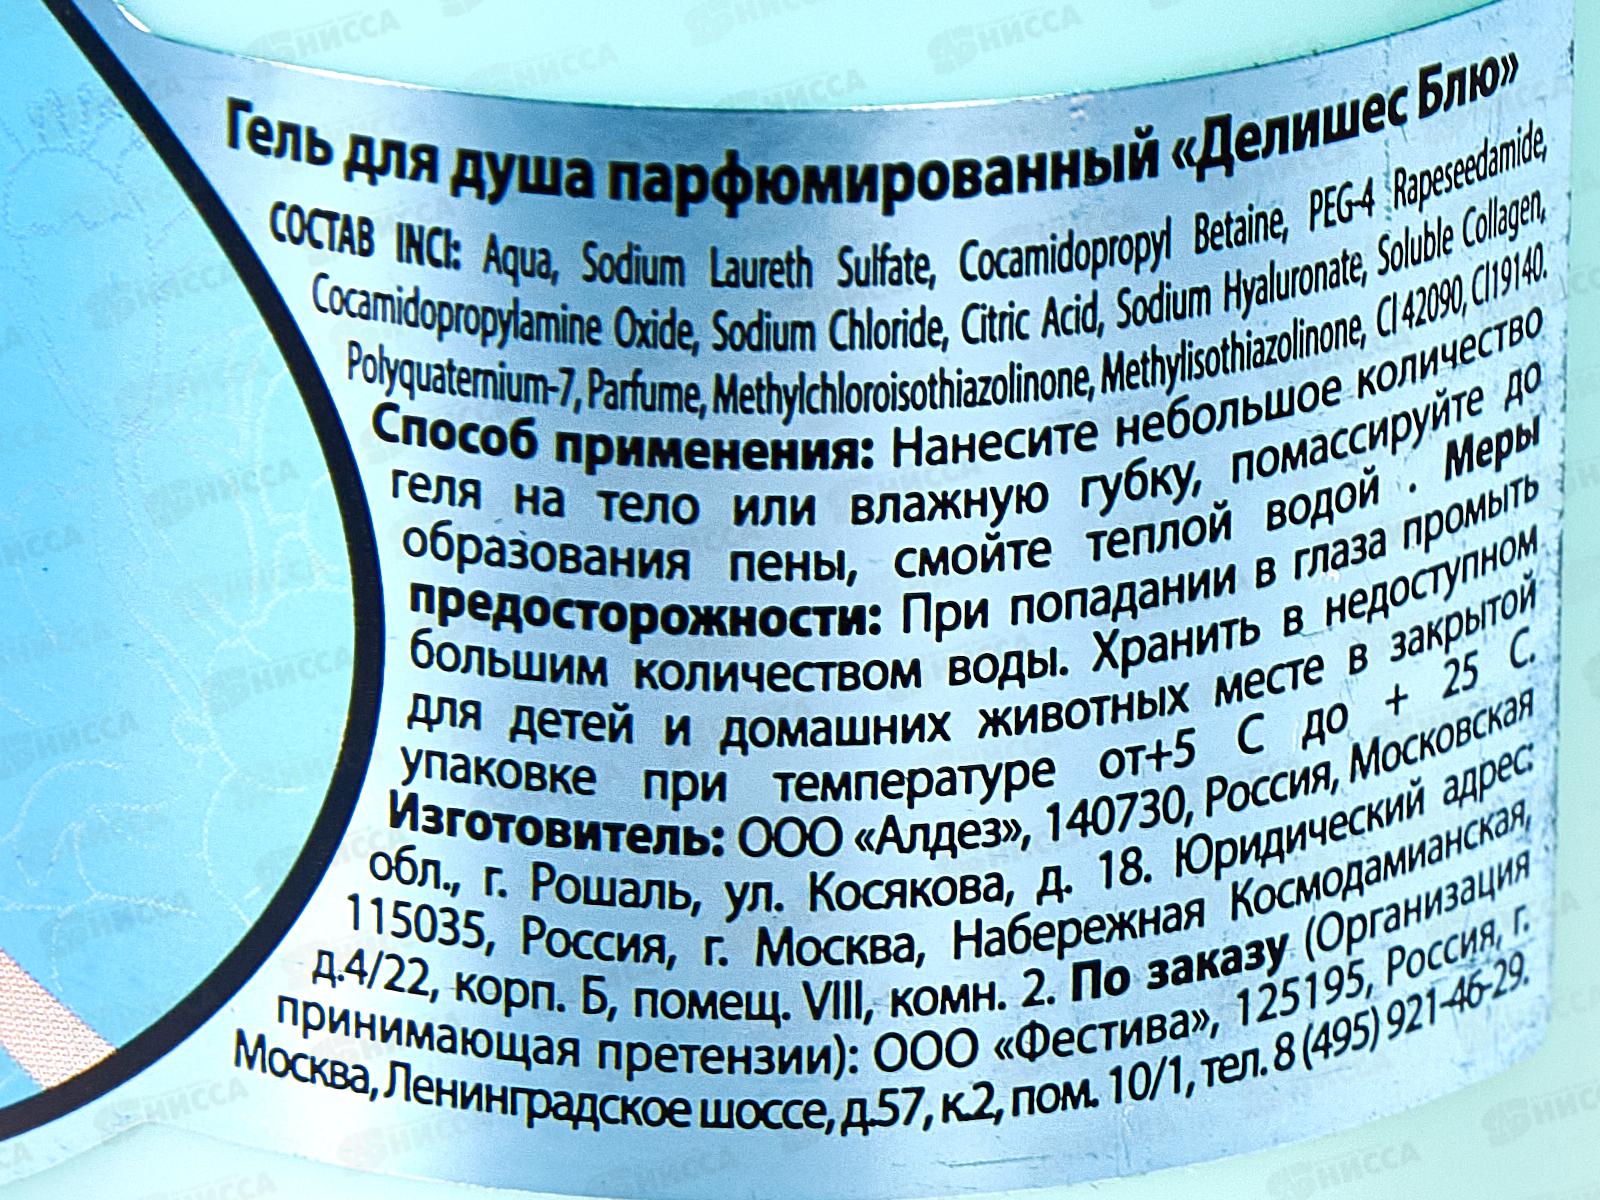 Гель для душа парфюмированный «Делишес Блю»
СОСТАВ INCI: Aqua, Sodium Laureth Sulfate, Cocamidopropyl Betaine, PEG-4 Rapeseedamide,
Cocamidopropylamine Oxide, Sodium Chloride, Citric Acid, Sodium Hyaluronate, Soluble Collagen,
Polyquaternium-7, Parfume, Methylchloroisothiazolinone, Methylisothiazolinone, CI 42090, CI19140.
Способ применения: Нанесите небольшое количество
геля на тело или влажную губку, помассируйте до
образования пены, смойте теплой водой . Меры
предосторожности: При попадании в глаза промыть
большим количеством воды. Хранить в недоступном
для детей и домашних животных месте в закрытой
упаковке при температуре от+5 С до + 25 С.
Изготовитель: ООО «Алдез», 140730, Россия, Московская
обл., г. Рошаль, ул. Косякова, д. 18. Юридический адрес:
115035, Россия, г. Москва, Набережная Космодамианская,
д.4/22, корп. Б, помещ. VIII, комн. 2. По заказу (Организация
принимающая претензии): ООО «Фестива», 125195, Россия, г.
Москва, Ленинградское шоссе, д.57, к.2, пом. 10/1, тел. 8 (495) 921-46-29.